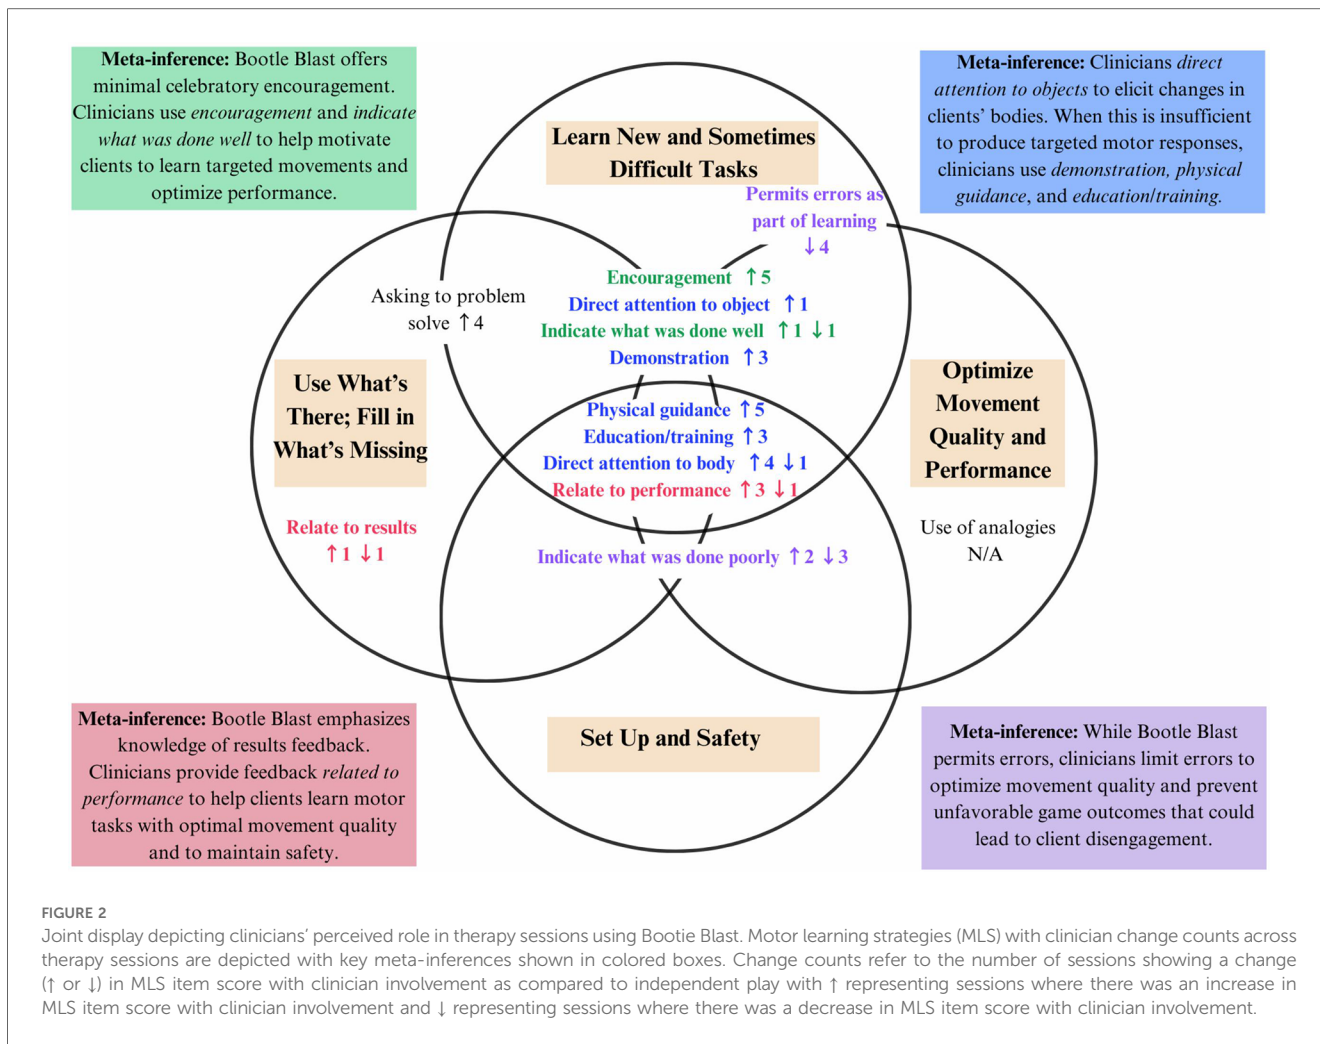 Meta-inference: Bootle Blast offers
minimal celebratory encouragement.
Clinicians use encouragement and indicate
what was done well to help motivate
clients to learn targeted movements and
optimize performance.
Meta-inference: Clinicians direct
attention to objects to elicit changes in
clients' bodies. When this is insufficient
to produce targeted motor responses,
clinicians use demonstration, physical
guidance, and education/training.
Learn New and Sometimes
Difficult Tasks
Permits errors as
part of learning
↓ 4
Encouragement ↑ 5
Direct attention to object ↑ 1
Indicate what was done well ↑ 1 ↓ 1
Demonstration ↑ 3
Asking to problem
solve ↑ 4
Use What's
There; Fill in
What's Missing
Optimize
Movement
Quality and
Performance
Physical guidance ↑ 5
Education/training ↑ 3
Direct attention to body ↑ 4 ↓ 1
Relate to performance ↑ 3 ↓ 1
Relate to results
↑ 1 ↓ 1
Use of analogies
N/A
Indicate what was done poorly ↑ 2 ↓ 3
Set Up and Safety
Meta-inference: Bootle Blast emphasizes
knowledge of results feedback.
Clinicians provide feedback related to
performance to help clients learn motor
tasks with optimal movement quality
and to maintain safety.
Meta-inference: While Bootle Blast
permits errors, clinicians limit errors to
optimize movement quality and prevent
unfavorable game outcomes that could
lead to client disengagement.
FIGURE 2
Joint display depicting clinicians' perceived role in therapy sessions using Bootie Blast. Motor learning strategies (MLS) with clinician change counts across
therapy sessions are depicted with key meta-inferences shown in colored boxes. Change counts refer to the number of sessions showing a change
(↑ or ↓) in MLS item score with clinician involvement as compared to independent play with ↑ representing sessions where there was an increase in
MLS item score with clinician involvement and ↓ representing sessions where there was a decrease in MLS item score with clinician involvement.